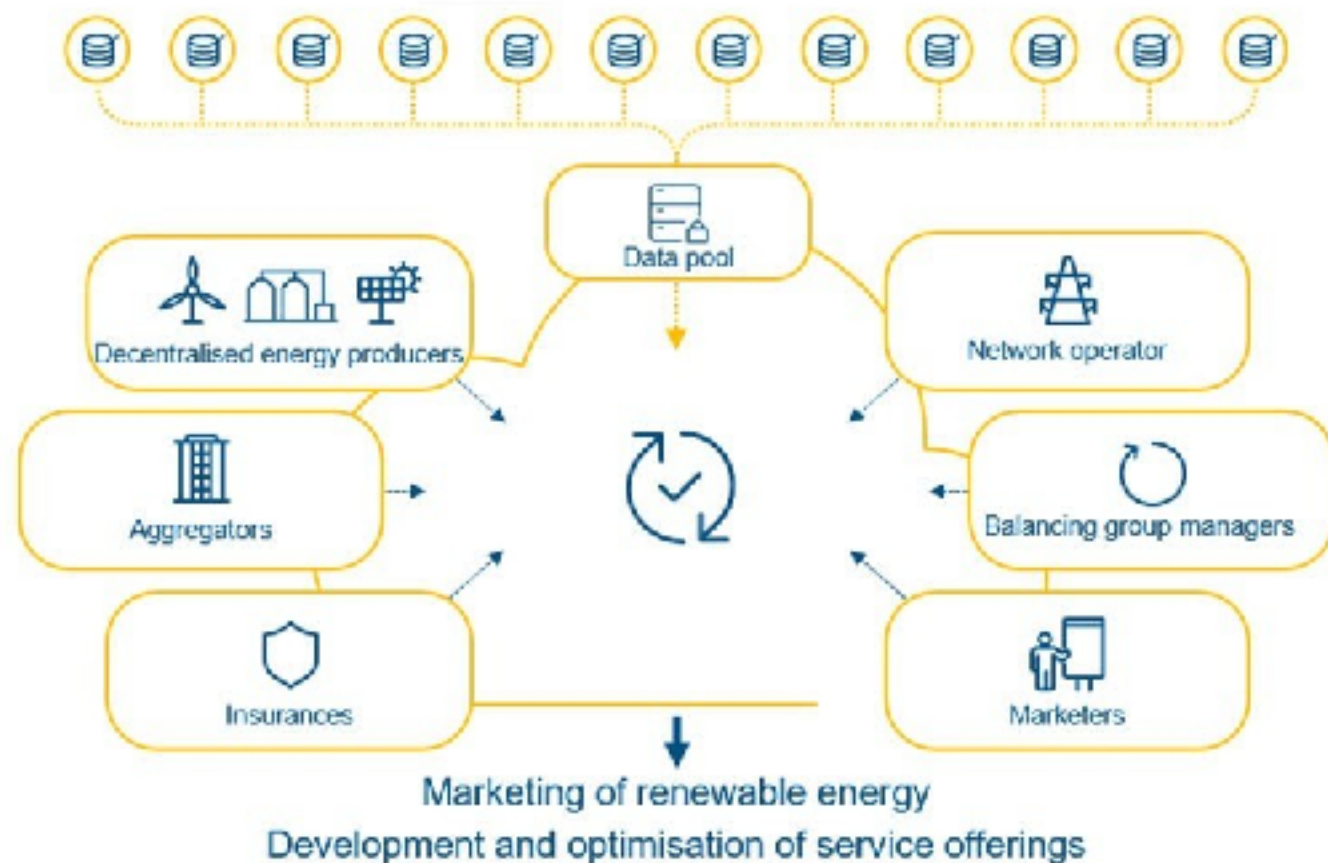 Data pool
Decentralised energy producers
Network operator
Aggregators
Balancing group managers
Insurances
Marketers
Marketing of renewable energy
Development and optimisation of service offerings